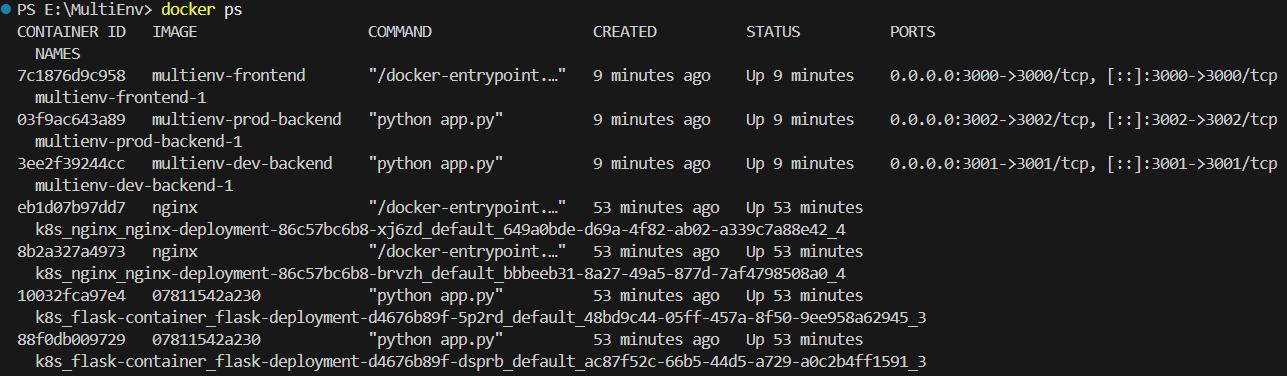 PS E:\MultiEnv> docker ps
CONTAINER ID   IMAGE                   COMMAND                  CREATED          STATUS          PORTS
  NAMES
7c1876d9c958   multienv-frontend       "/docker-entrypoint.…"   9 minutes ago    Up 9 minutes    0.0.0.0:3000->3000/tcp, [::]:3000->3000/tcp
  multienv-frontend-1
03f9ac643a89   multienv-prod-backend   "python app.py"          9 minutes ago    Up 9 minutes    0.0.0.0:3002->3002/tcp, [::]:3002->3002/tcp
  multienv-prod-backend-1
3ee2f39244cc   multienv-dev-backend    "python app.py"          9 minutes ago    Up 9 minutes    0.0.0.0:3001->3001/tcp, [::]:3001->3001/tcp
  multienv-dev-backend-1
eb1d07b97dd7   nginx                   "/docker-entrypoint.…"   53 minutes ago   Up 53 minutes
  k8s_nginx_nginx-deployment-86c57bc6b8-xj6zd_default_649a0bde-d69a-4f82-ab02-a339c7a88e42_4
8b2a327a4973   nginx                   "/docker-entrypoint.…"   53 minutes ago   Up 53 minutes
  k8s_nginx_nginx-deployment-86c57bc6b8-brvzh_default_bbbeeb31-8a27-49a5-877d-7af4798508a0_4
10032fca97e4   07811542a230            "python app.py"          53 minutes ago   Up 53 minutes
  k8s_flask-container_flask-deployment-d4676b89f-5p2rd_default_48bd9c44-05ff-457a-8f50-9ee958a62945_3
88f0db009729   07811542a230            "python app.py"          53 minutes ago   Up 53 minutes
  k8s_flask-container_flask-deployment-d4676b89f-dsprb_default_ac87f52c-66b5-44d5-a729-a0c2b4ff1591_3